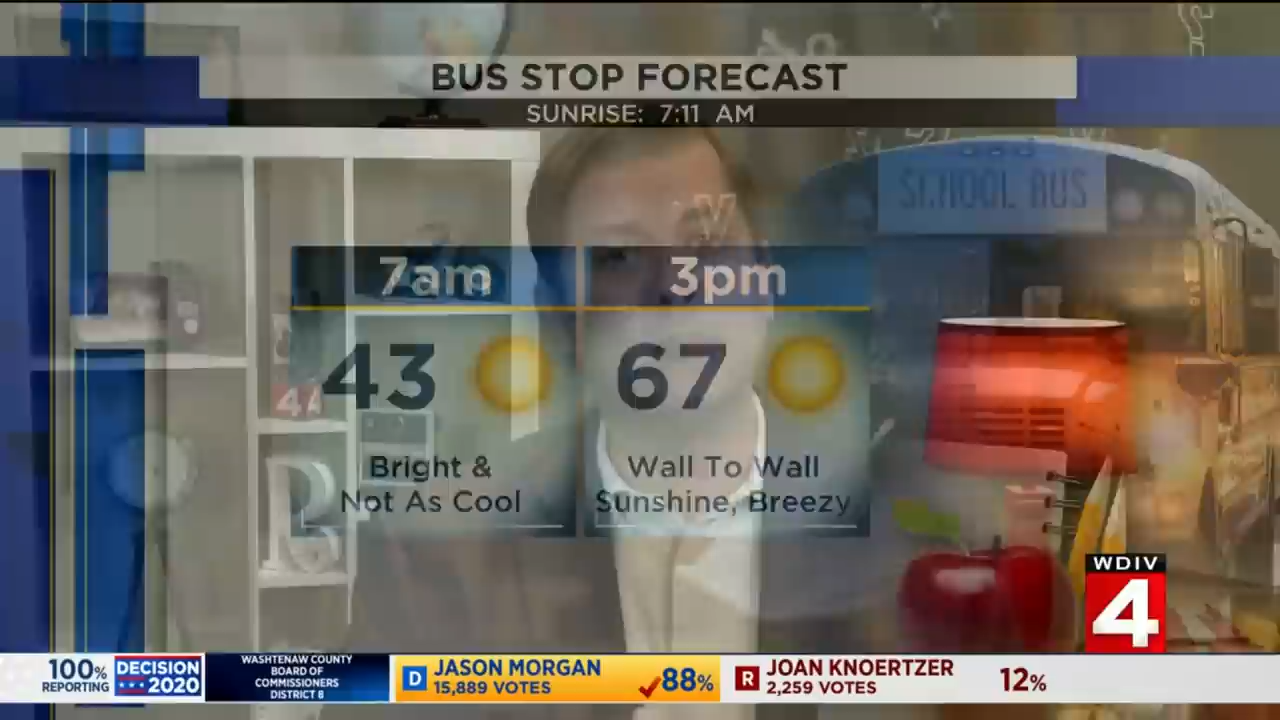 BUS STOP FORECAST
SUNRISE: 7:11 AM
SCHOOL BUS
7am
3pm
43
67
Bright &
Not As Cool
Wall To Wall
Sunshine, Breezy
4
WDIV
4
100% REPORTING
DECISION 2020
WASHTENAW COUNTY
BOARD OF
COMMISSIONERS
DISTRICT 8
D JASON MORGAN
15,889 VOTES
88%
R JOAN KNOERTZER
2,259 VOTES
12%